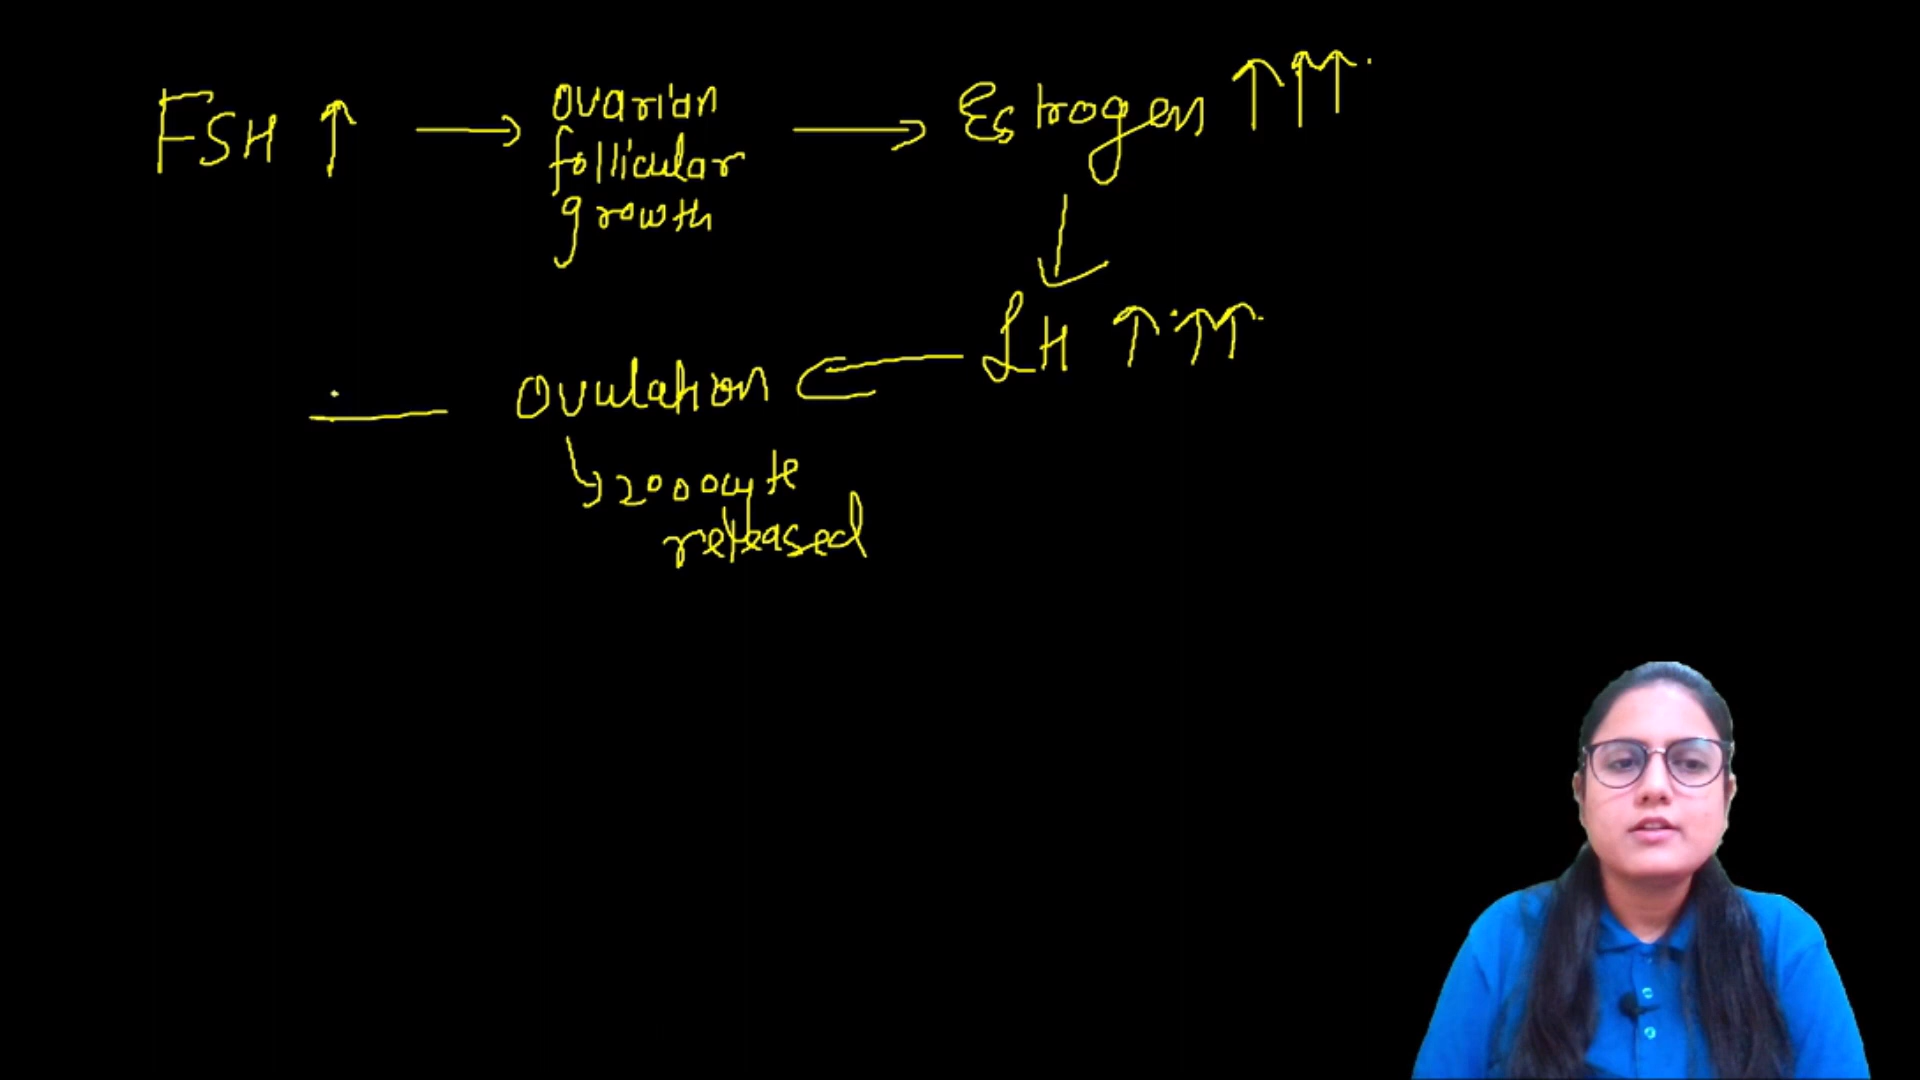 FSH ↑ → ovarian follicular growth → Estrogen ↑↑↑
LH ↑↑↑
Ovulation
↳ 2° oocyte
released